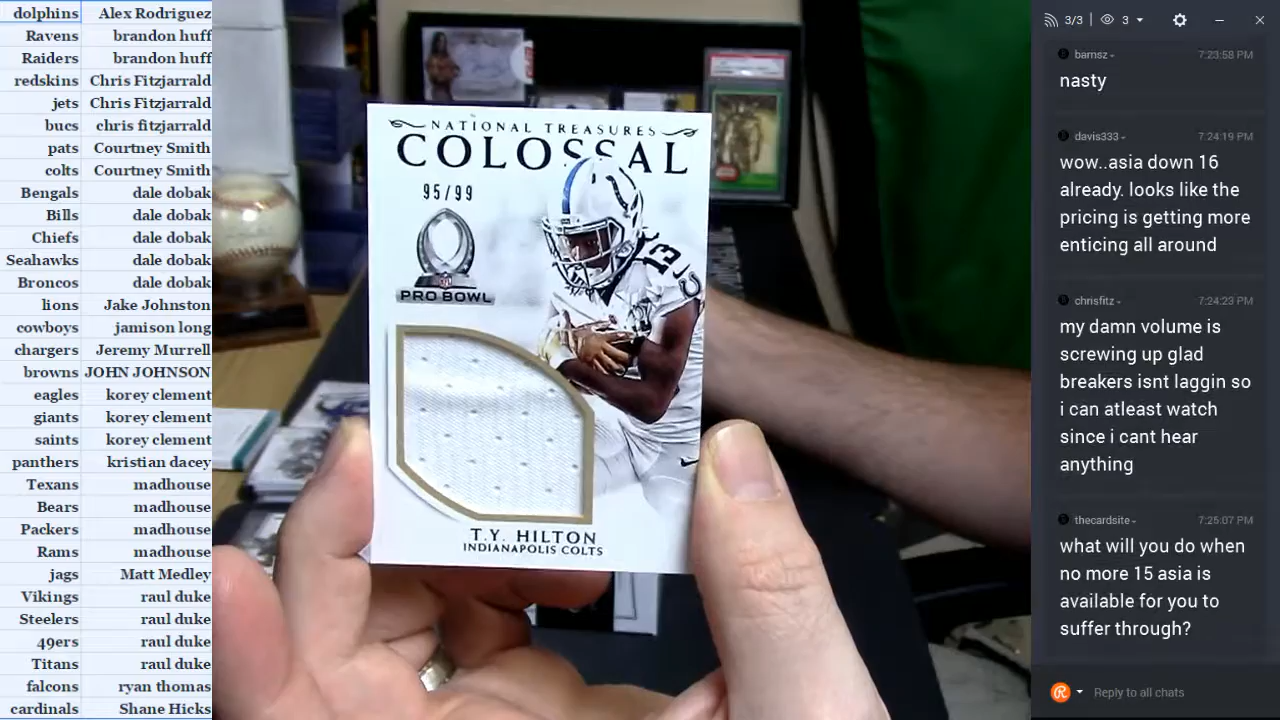 dolphins Alex Rodriguez
Ravens brandon huff
Raiders brandon huff
redskins Chris Fitzjarrald
jets Chris Fitzjarrald
bucs chris fitzjarrald
pats Courtney Smith
colts Courtney Smith
Bengals dale dobak
Bills dale dobak
Chiefs dale dobak
Seahawks dale dobak
Broncos dale dobak
lions Jake Johnston
cowboys jamison long
chargers Jeremy Murrell
browns JOHN JOHNSON
eagles korey clement
giants korey clement
saints korey clement
panthers kristian dacey
Texans madhouse
Bears madhouse
Packers madhouse
Rams madhouse
jags Matt Medley
Vikings raul duke
Steelers raul duke
49ers raul duke
Titans raul duke
falcons ryan thomas
cardinals Shane Hicks
NATIONAL TREASURES
COLOSSAL
95/99
NFL
PRO BOWL
13
T.Y. HILTON
INDIANAPOLIS COLTS
3/3 3
barnsz 7:23:58 PM
nasty
davis333 7:24:19 PM
wow..asia down 16
already. looks like the
pricing is getting more
enticing all around
chrisfitz 7:24:23 PM
my damn volume is
screwing up glad
breakers isnt laggin so
i can atleast watch
since i cant hear
anything
thecardsite 7:25:07 PM
what will you do when
no more 15 asia is
available for you to
suffer through?
Reply to all chats